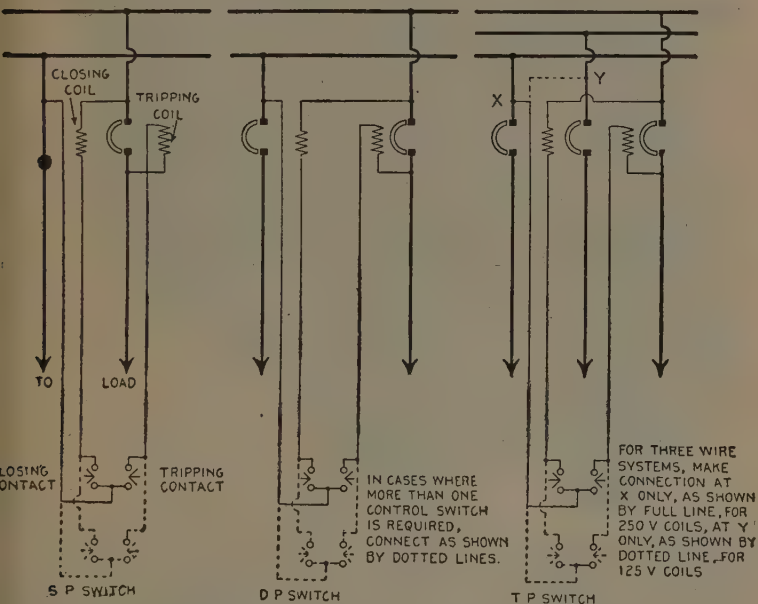 CLOSING
COIL
TRIPPING
COIL
X
Y
TO
LOAD
LOSING
ONTACT
TRIPPING
CONTACT
IN CASES WHERE
MORE THAN ONE
CONTROL SWITCH
IS REQUIRED,
CONNECT AS SHOWN
BY DOTTED LINES.
FOR THREE WIRE
SYSTEMS, MAKE
CONNECTION AT
X ONLY, AS SHOWN
BY FULL LINE, FOR
250 V COILS, AT Y
ONLY, AS SHOWN BY
DOTTED LINE, FOR
125 V COILS
S P SWITCH
D P SWITCH
T P SWITCH